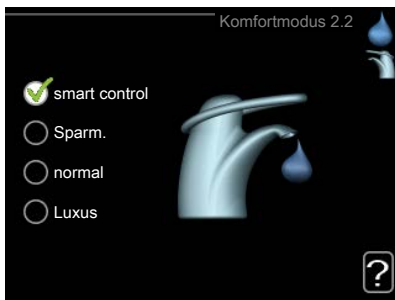 Komfortmodus 2.2
smart control
Sparm.
normal
Luxus
?